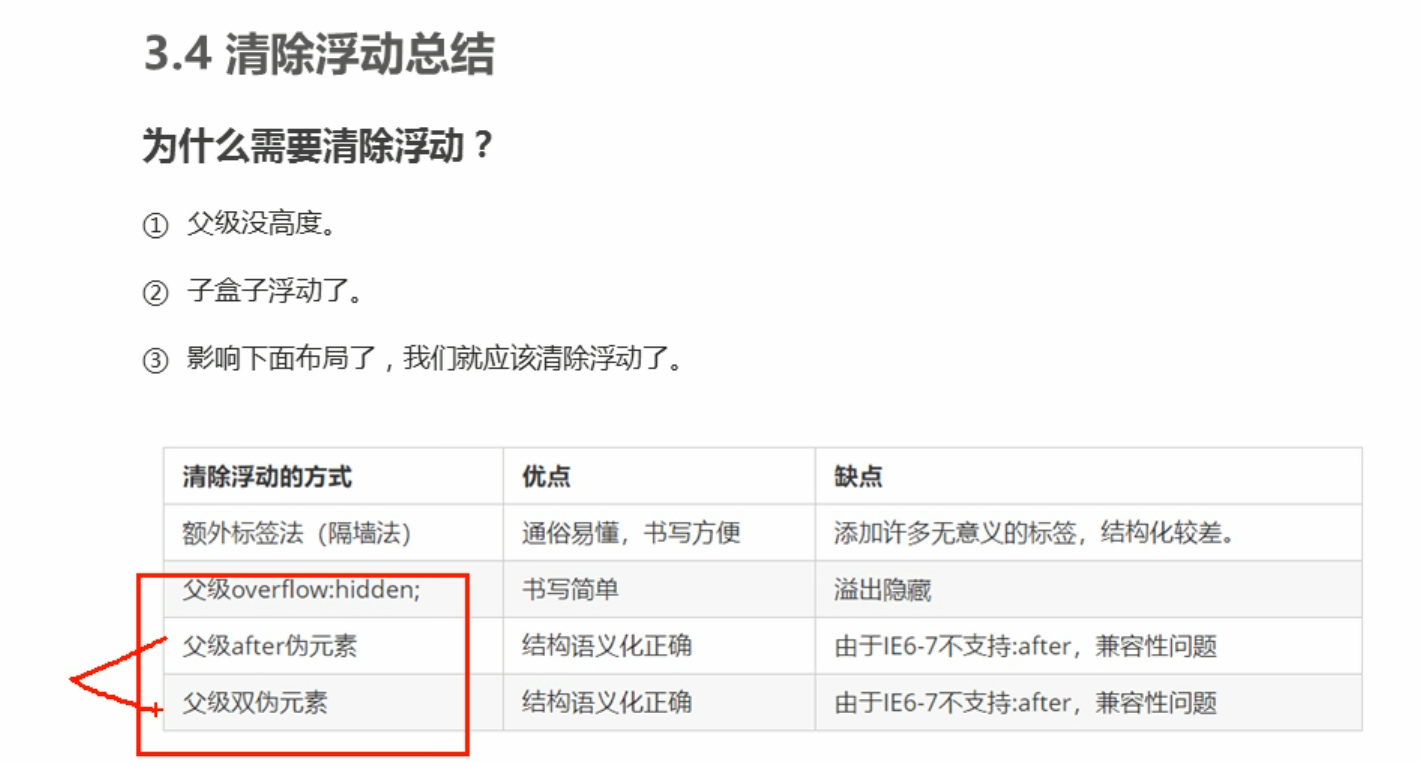 3.4 清除浮动总结
为什么需要清除浮动？
① 父级没高度。
② 子盒子浮动了。
③ 影响下面布局了，我们就应该清除浮动了。
清除浮动的方式 优点 缺点
额外标签法（隔墙法） 通俗易懂，书写方便 添加许多无意义的标签，结构化较差。
父级overflow:hidden; 书写简单 溢出隐藏
父级after伪元素 结构语义化正确 由于IE6-7不支持:after，兼容性问题
父级双伪元素 结构语义化正确 由于IE6-7不支持:after，兼容性问题